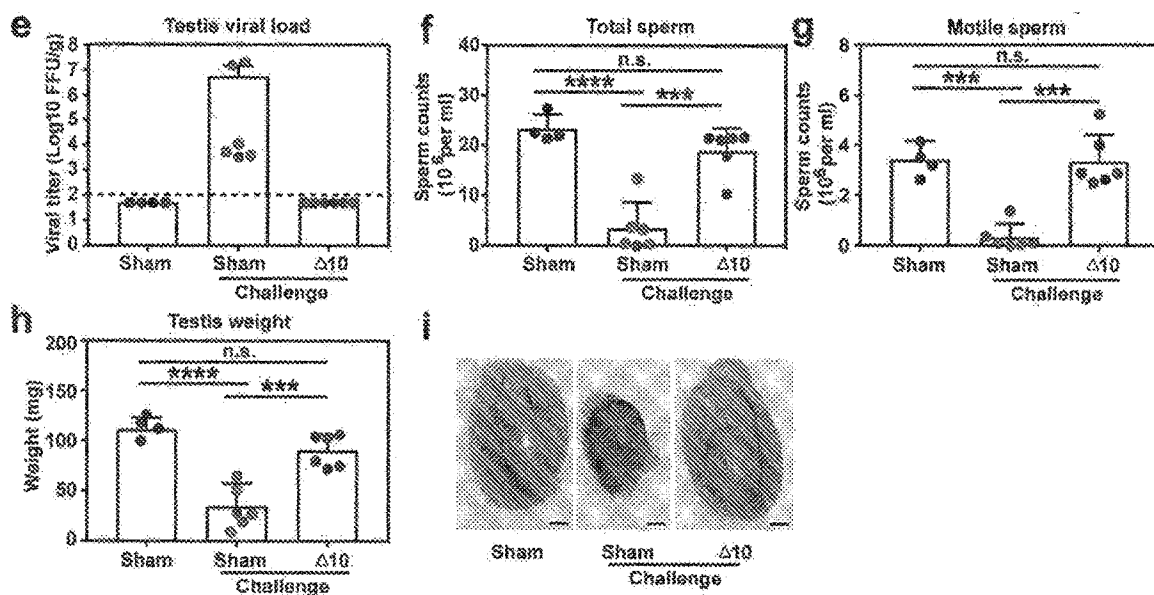 e
Testis viral load
Viral titer (Log10 FFU/g)
8
7
6
5
4
3
2
1
Sham Sham Δ10
Challenge
f
Total sperm
Sperm counts
(10⁶ per ml)
40
30
20
10
0
n.s.
**** ***
Sham Sham Δ10
Challenge
g
Motile sperm
Sperm counts
(10⁶ per ml)
8
6
4
2
0
n.s.
*** ***
Sham Sham Δ10
Challenge
h
Testis weight
Weight (mg)
200
150
100
50
0
n.s.
**** ***
Sham Sham Δ10
Challenge
i
Sham Sham Δ10
Challenge